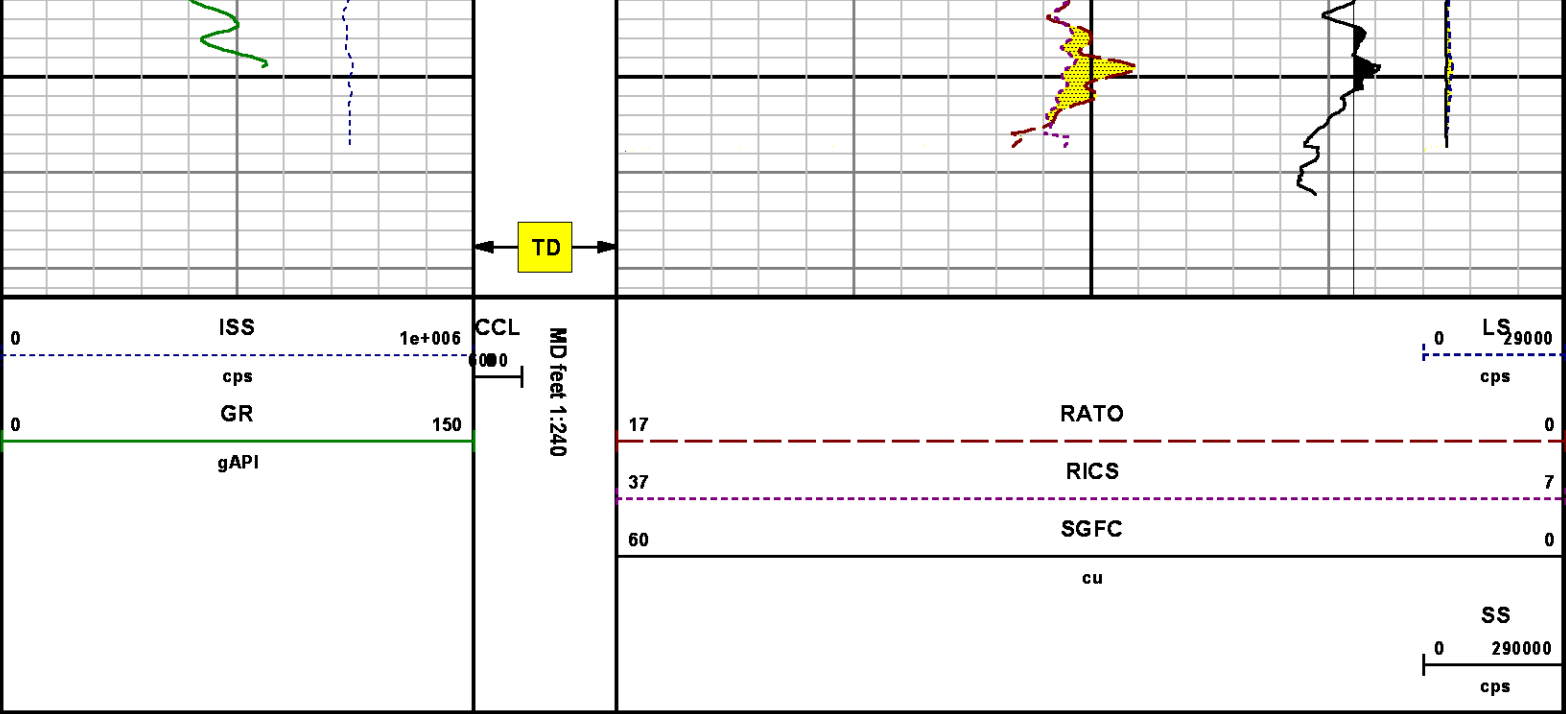 TD
ISS
0 1e+006
cps
GR
0 150
gAPI
CCL
MD feet 1:240
LS
0 29000
cps
RATO
17 0
RICS
37 7
SGFC
60 0
cu
SS
0 290000
cps